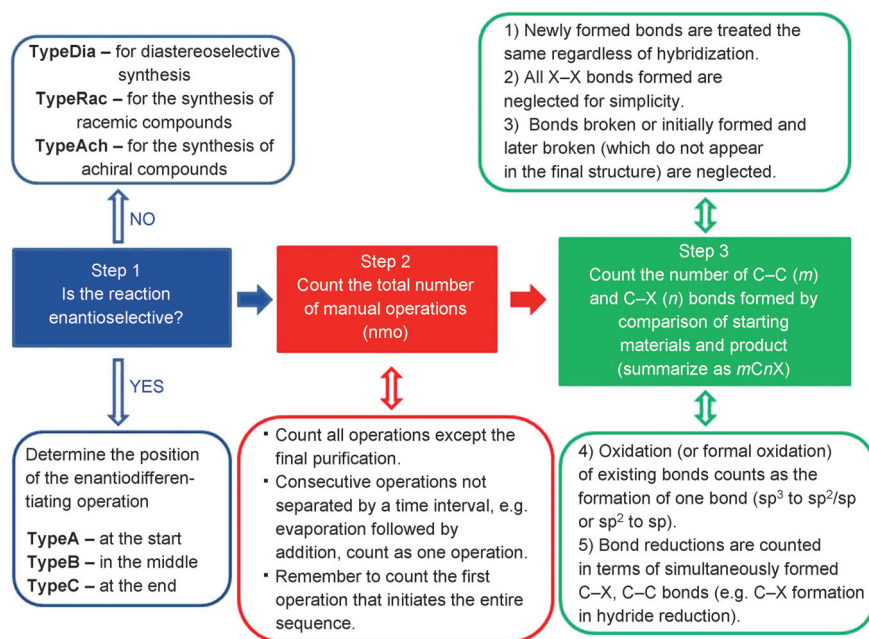 TypeDia – for diastereoselective
synthesis
TypeRac – for the synthesis of
racemic compounds
TypeAch – for the synthesis of
achiral compounds
1) Newly formed bonds are treated the
same regardless of hybridization.
2) All X–X bonds formed are
neglected for simplicity.
3) Bonds broken or initially formed and
later broken (which do not appear
in the final structure) are neglected.
NO
Step 1
Is the reaction
enantioselective?
Step 2
Count the total number
of manual operations
(nmo)
Step 3
Count the number of C–C (m)
and C–X (n) bonds formed by
comparison of starting
materials and product
(summarize as mCnX)
YES
Determine the position
of the enantiodifferen-
tiating operation
TypeA – at the start
TypeB – in the middle
TypeC – at the end
▪ Count all operations except the
final purification.
▪ Consecutive operations not
separated by a time interval, e.g.
evaporation followed by
addition, count as one operation.
▪ Remember to count the first
operation that initiates the entire
sequence.
4) Oxidation (or formal oxidation)
of existing bonds counts as the
formation of one bond (sp³ to sp²/sp
or sp² to sp).
5) Bond reductions are counted
in terms of simultaneously formed
C–X, C–C bonds (e.g. C–X formation
in hydride reduction).